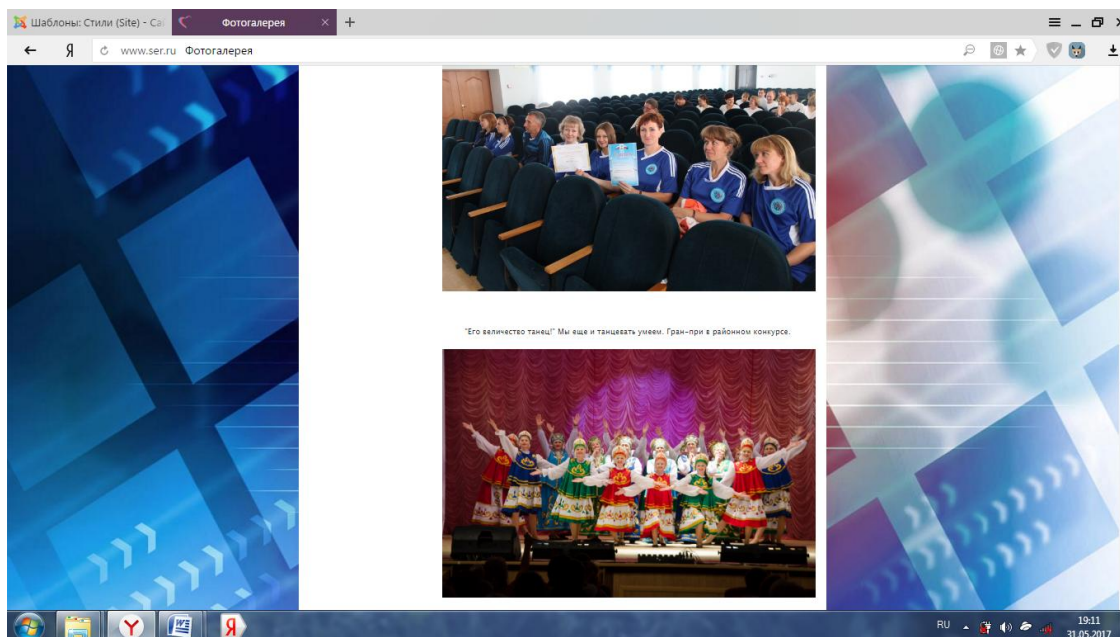 Шаблоны: Стили (Site) - Са
Фотогалерея
www.ser.ru Фотогалерея
"Его величество танец!" Мы еще и танцевать умеем. Гран-при в районном конкурсе.
RU
19:11
31.05.2017